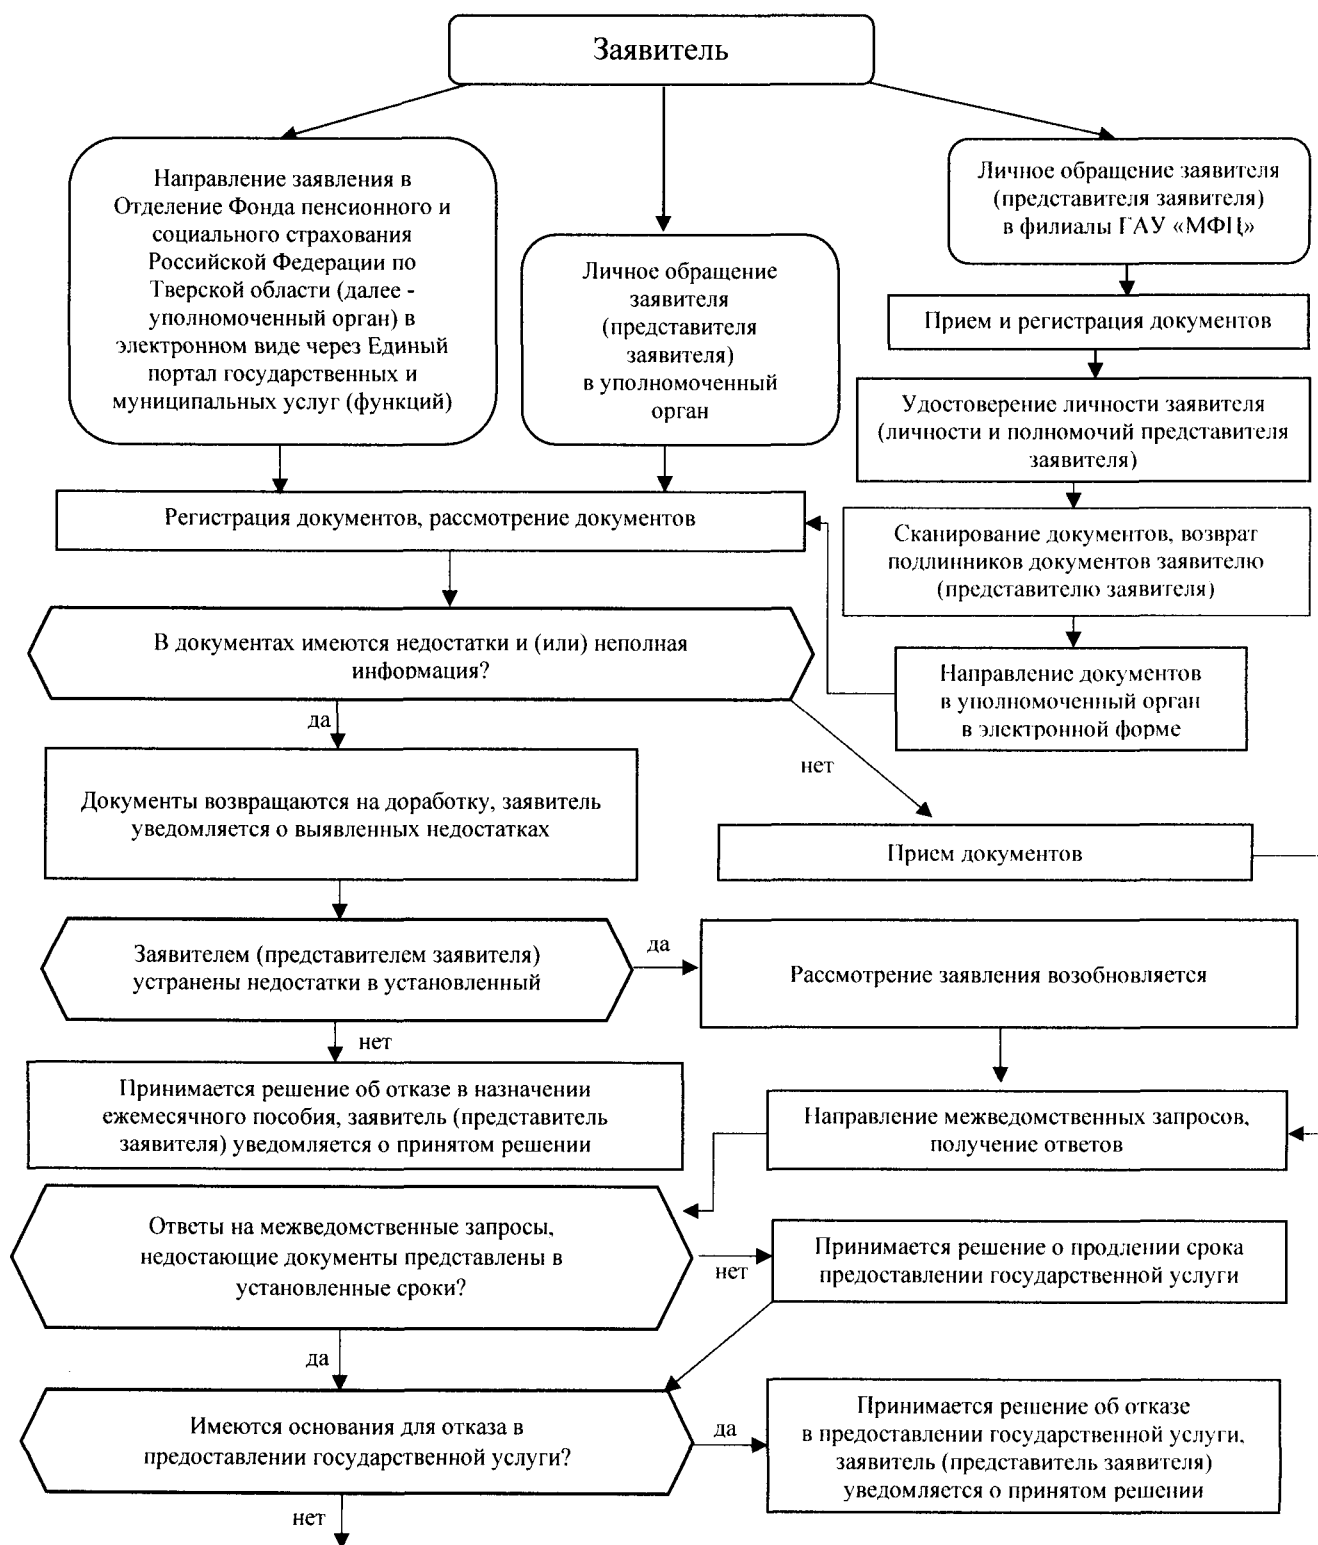 Заявитель
Направление заявления в
Отделение Фонда пенсионного и
социального страхования
Российской Федерации по
Тверской области (далее -
уполномоченный орган) в
электронном виде через Единый
портал государственных и
муниципальных услуг (функций)
Личное обращение
заявителя
(представителя
заявителя)
в уполномоченный
орган
Личное обращение заявителя
(представителя заявителя)
в филиалы ГАУ «МФЦ»
Прием и регистрация документов
Удостоверение личности заявителя
(личности и полномочий представителя
заявителя)
Сканирование документов, возврат
подлинников документов заявителю
(представителю заявителя)
Направление документов
в уполномоченный орган
в электронной форме
Регистрация документов, рассмотрение документов
В документах имеются недостатки и (или) неполная
информация?
да
нет
Документы возвращаются на доработку, заявитель
уведомляется о выявленных недостатках
Прием документов
Заявителем (представителем заявителя)
устранены недостатки в установленный
да
Рассмотрение заявления возобновляется
нет
Принимается решение об отказе в назначении
ежемесячного пособия, заявитель (представитель
заявителя) уведомляется о принятом решении
Направление межведомственных запросов,
получение ответов
Ответы на межведомственные запросы,
недостающие документы представлены в
установленные сроки?
нет
Принимается решение о продлении срока
предоставлении государственной услуги
да
Имеются основания для отказа в
предоставлении государственной услуги?
да
Принимается решение об отказе
в предоставлении государственной услуги,
заявитель (представитель заявителя)
уведомляется о принятом решении
нет